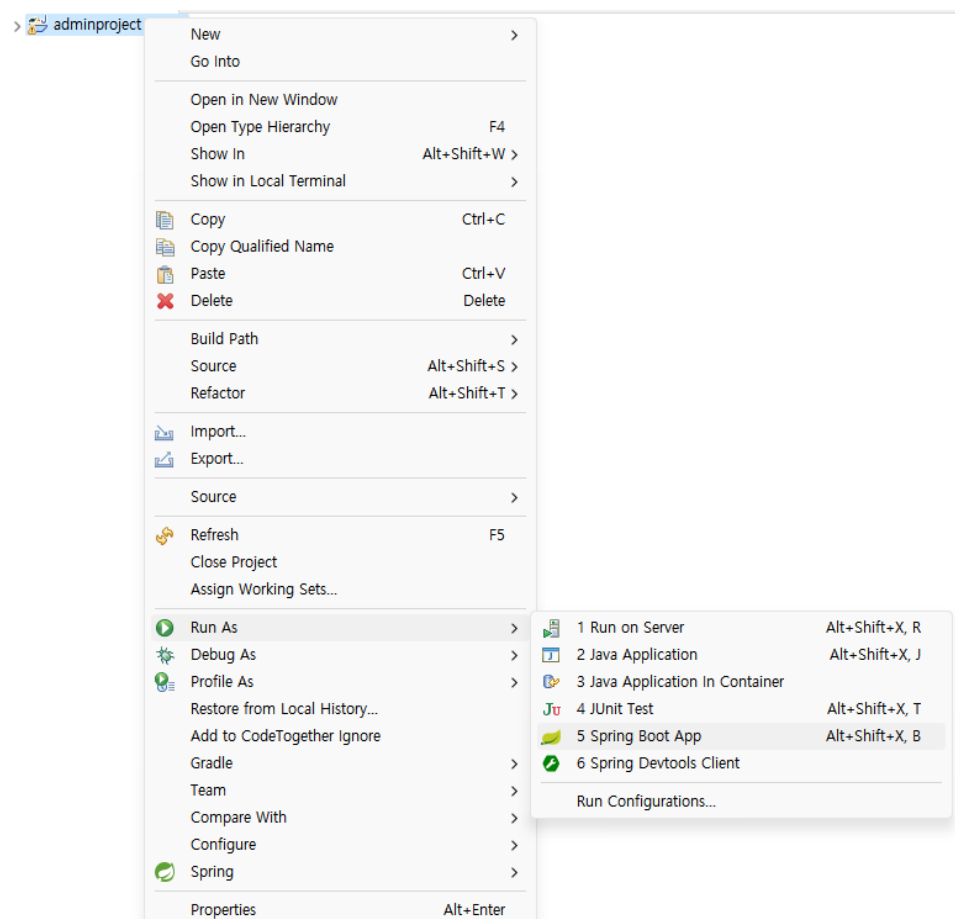 adminproject
New
Go Into
Open in New Window
Open Type Hierarchy F4
Show In Alt+Shift+W
Show in Local Terminal
Copy Ctrl+C
Copy Qualified Name
Paste Ctrl+V
Delete Delete
Build Path
Source Alt+Shift+S
Refactor Alt+Shift+T
Import...
Export...
Source
Refresh F5
Close Project
Assign Working Sets...
Run As
Debug As
Profile As
Restore from Local History...
Add to CodeTogether Ignore
Gradle
Team
Compare With
Configure
Spring
Properties Alt+Enter
1 Run on Server Alt+Shift+X, R
2 Java Application Alt+Shift+X, J
3 Java Application In Container
JU 4 JUnit Test Alt+Shift+X, T
5 Spring Boot App Alt+Shift+X, B
6 Spring Devtools Client
Run Configurations...